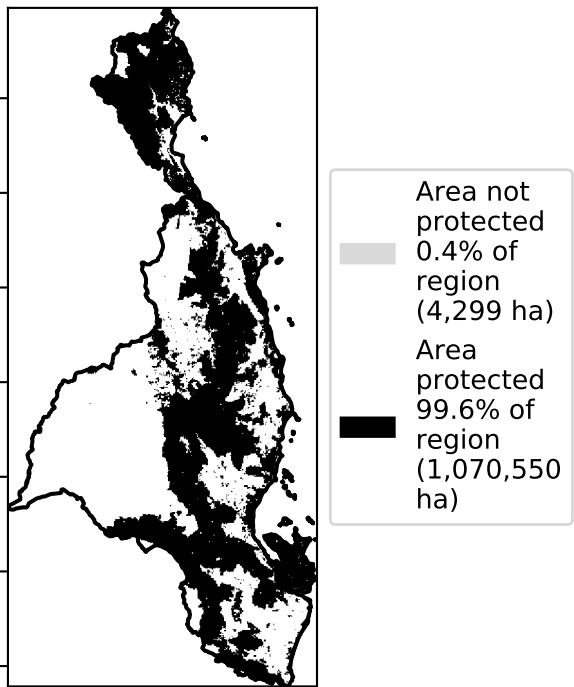 Area not
protected
0.4% of
region
(4,299 ha)
Area
protected
99.6% of
region
(1,070,550
ha)